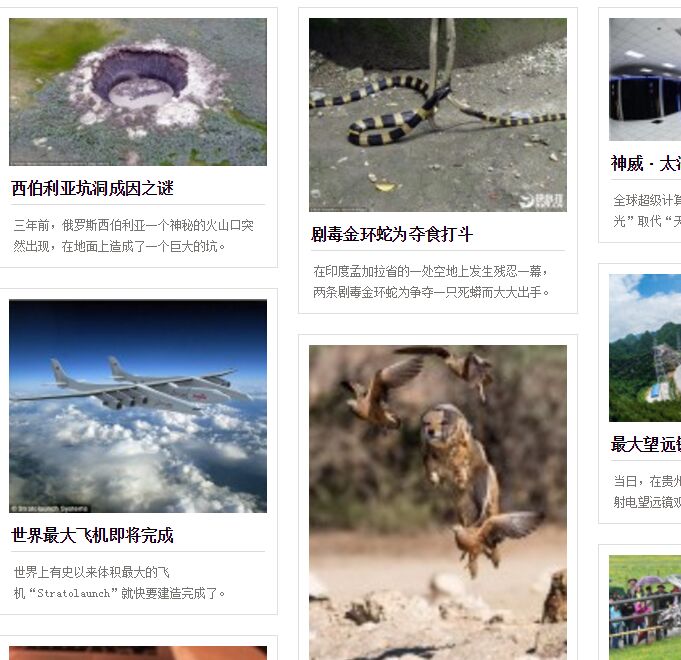 西伯利亚坑洞成因之谜
三年前，俄罗斯西伯利亚一个神秘的火山口突
然出现，在地面上造成了一个巨大的坑。
© Stratolaunch Systems
世界最大飞机即将完成
世界上有史以来体积最大的飞
机“Stratolaunch”就快要建造完成了。
剧毒金环蛇为夺食打斗
在印度孟加拉省的一处空地上发生残忍一幕，
两条剧毒金环蛇为争夺一只死蟒而大大出手。
神威·太
全球超级计算
光”取代“天
最大望远镜
当日，在贵州
射电望远镜观